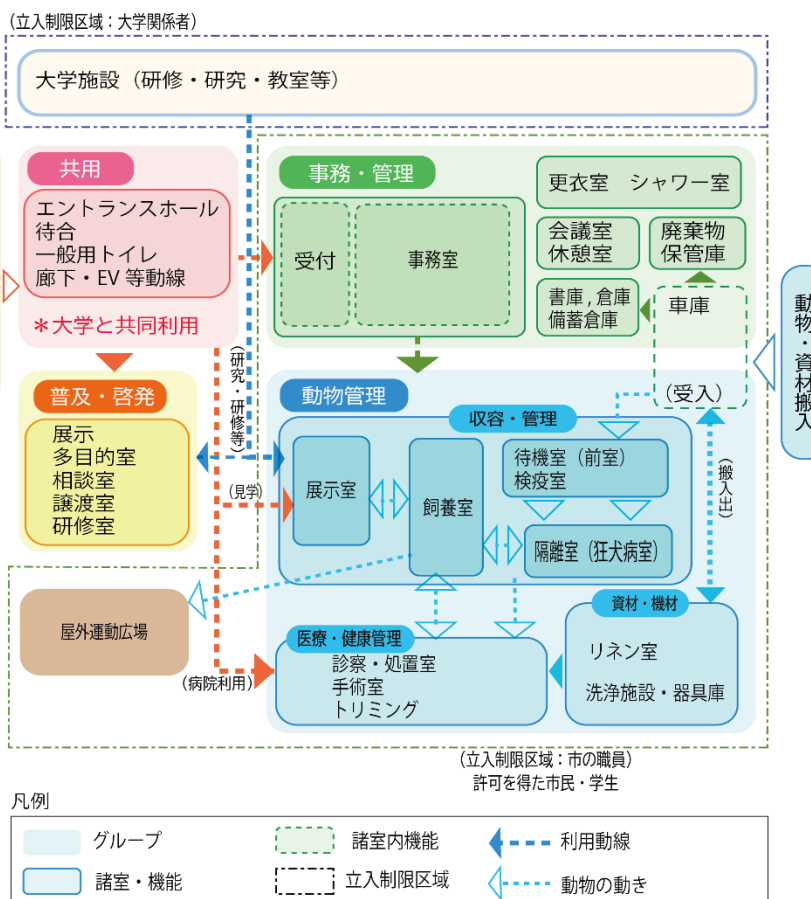 (立入制限区域：大学関係者)
大学施設（研修・研究・教室等）
共用
エントランスホール
待合
一般用トイレ
廊下・EV 等動線
＊大学と共同利用
事務・管理
受付
事務室
更衣室　シャワー室
会議室
休憩室
廃棄物
保管庫
書庫 , 倉庫
備蓄倉庫
車庫
(受入)
動物・資材搬入
(研究・研修等)
普及・啓発
展示
多目的室
相談室
譲渡室
研修室
動物管理
収容・管理
展示室
飼養室
待機室（前室）
検疫室
隔離室（狂犬病室）
(見学)
(搬入出)
屋外運動広場
医療・健康管理
診察・処置室
手術室
トリミング
(病院利用)
資材・機材
リネン室
洗浄施設・器具庫
(立入制限区域：市の職員)
許可を得た市民・学生
凡例
グループ
諸室内機能
利用動線
諸室・機能
立入制限区域
動物の動き